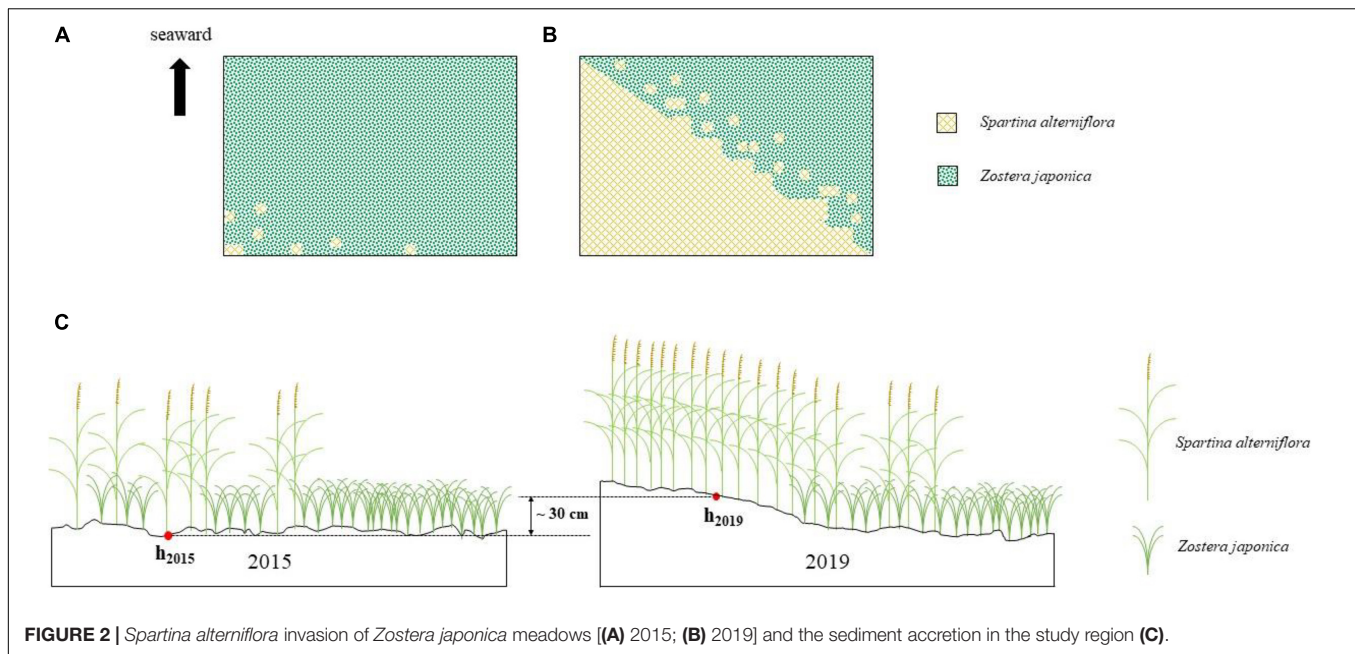 A
seaward
B
Spartina alterniflora
Zostera japonica
C
~ 30 cm
h2015
2015
h2019
2019
Spartina alterniflora
Zostera japonica
FIGURE 2 | Spartina alterniflora invasion of Zostera japonica meadows [(A) 2015; (B) 2019] and the sediment accretion in the study region (C).